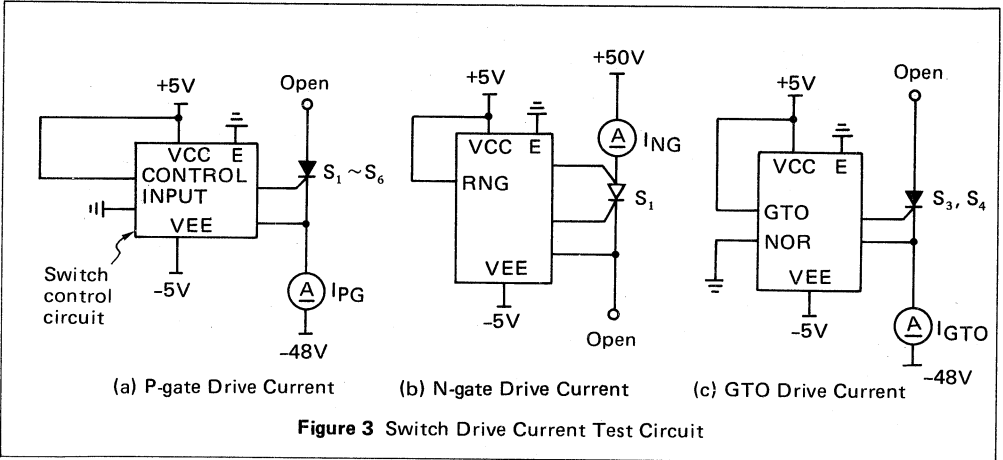 +5V
Open
VCC E
CONTROL
INPUT
VEE
S1 ~ S6
Switch
control
circuit
-5V
A IPG
-48V
(a) P-gate Drive Current
+50V
+5V
A ING
VCC E
RNG
S1
VEE
-5V
Open
(b) N-gate Drive Current
Open
+5V
VCC E
GTO
NOR
VEE
S3, S4
-5V
A IGTO
-48V
(c) GTO Drive Current
Figure 3 Switch Drive Current Test Circuit